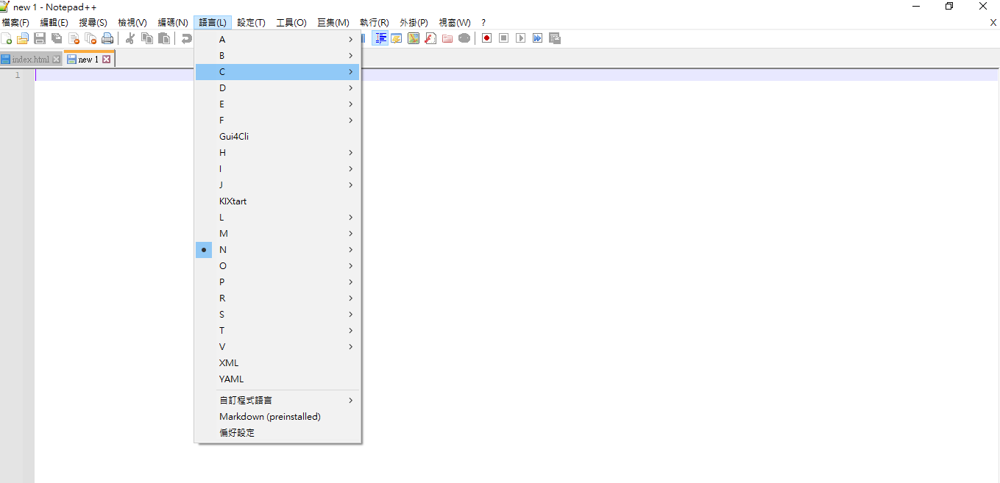 new 1 - Notepad++
檔案(F) 編輯(E) 搜尋(S) 檢視(V) 編碼(N) 語言(L) 設定(T) 工具(O) 巨集(M) 執行(R) 外掛(P) 視窗(W) ? X
index.html new 1
1
A
B
C
D
E
F
Gui4Cli
H
I
J
KIXtart
L
M
N
O
P
R
S
T
V
XML
YAML
自訂程式語言
Markdown (preinstalled)
偏好設定